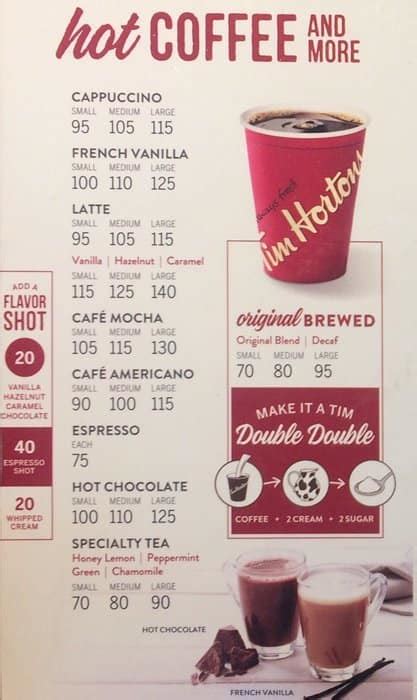 hot COFFEE AND MORE
CAPPUCCINO
SMALL MEDIUM LARGE
95 105 115
FRENCH VANILLA
SMALL MEDIUM LARGE
100 110 125
LATTE
SMALL MEDIUM LARGE
95 105 115
Vanilla | Hazelnut | Caramel
SMALL MEDIUM LARGE
115 125 140
CAFÉ MOCHA
SMALL MEDIUM LARGE
105 115 130
CAFÉ AMERICANO
SMALL MEDIUM LARGE
90 100 115
ESPRESSO
EACH
75
HOT CHOCOLATE
SMALL MEDIUM LARGE
100 110 125
SPECIALTY TEA
Honey Lemon | Peppermint
Green | Chamomile
SMALL MEDIUM LARGE
70 80 90
ADD A
FLAVOR
SHOT
20
VANILLA
HAZELNUT
CARAMEL
CHOCOLATE
40
ESPRESSO
SHOT
20
WHIPPED
CREAM
always fresh
Tim Hortons
original BREWED
Original Blend | Decaf
SMALL MEDIUM LARGE
70 80 95
MAKE IT A TIM
Double Double
COFFEE + 2 CREAM + 2 SUGAR
HOT CHOCOLATE
FRENCH VANILLA